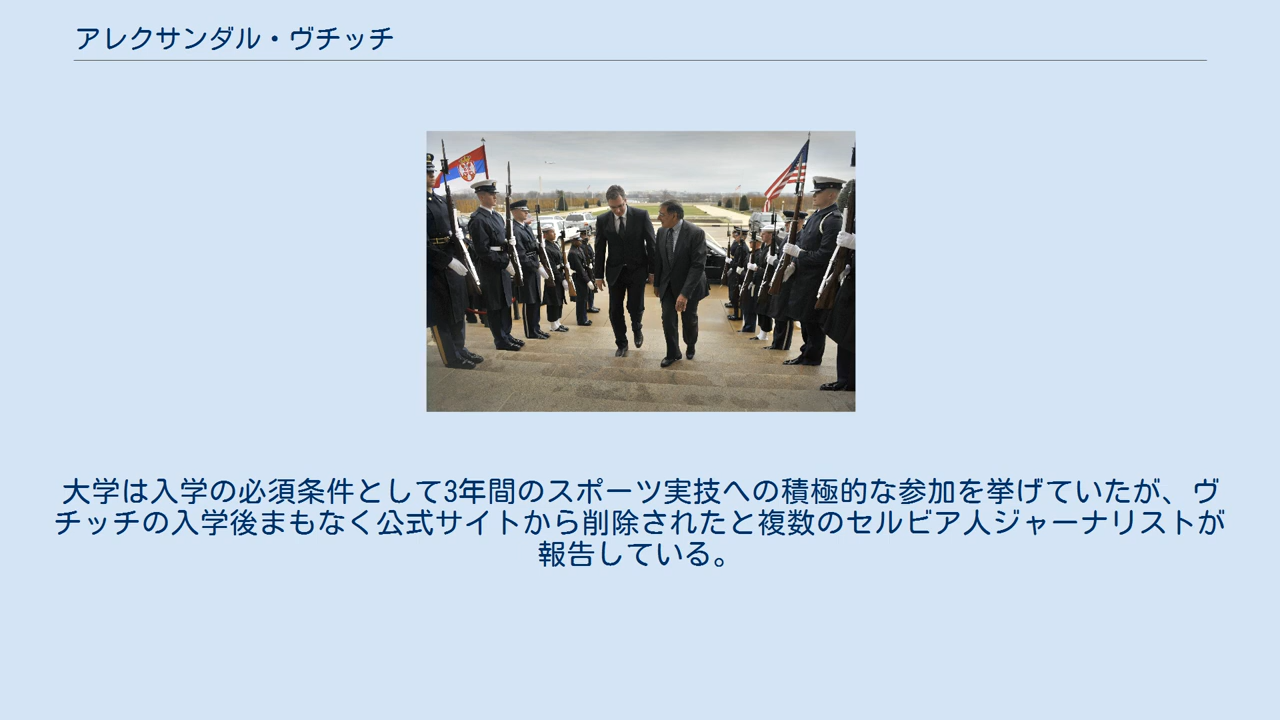 アレクサンダル・ヴチッチ
大学は入学の必須条件として3年間のスポーツ実技への積極的な参加を挙げていたが、ヴ
チッチの入学後まもなく公式サイトから削除されたと複数のセルビア人ジャーナリストが
報告している。